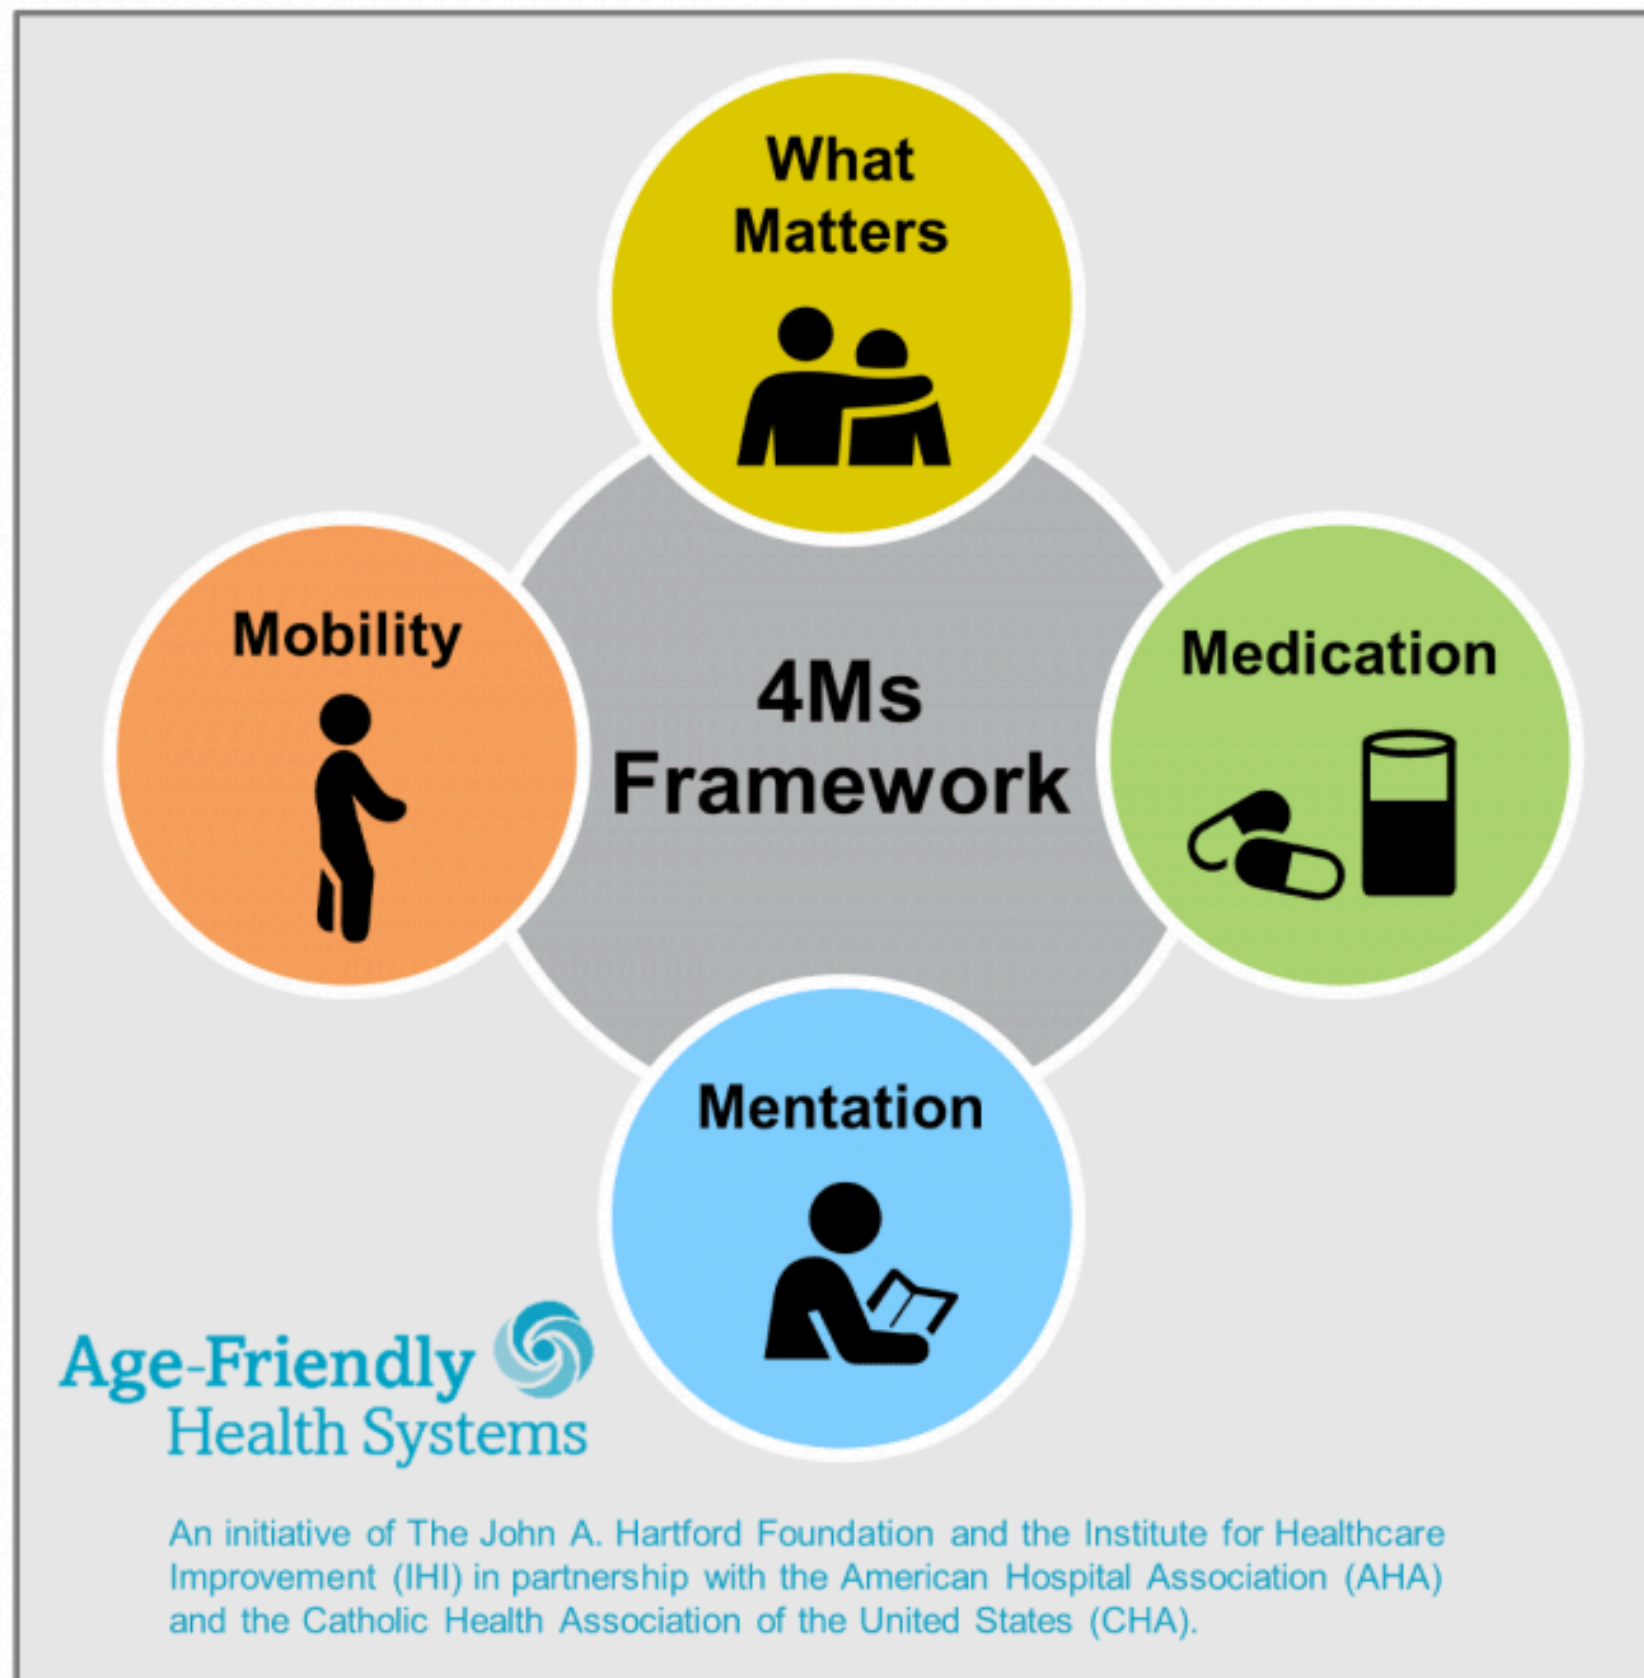 What
Matters
Mobility
4Ms
Framework
Medication
Mentation
Age-Friendly
Health Systems
An initiative of The John A. Hartford Foundation and the Institute for Healthcare
Improvement (IHI) in partnership with the American Hospital Association (AHA)
and the Catholic Health Association of the United States (CHA).